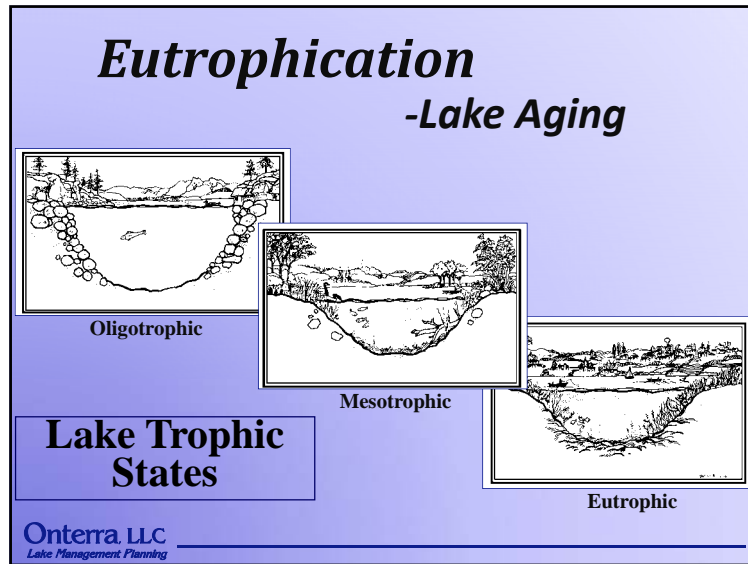 Eutrophication
-Lake Aging
Oligotrophic
Mesotrophic
Eutrophic
Lake Trophic
States
Onterra, LLC
Lake Management Planning